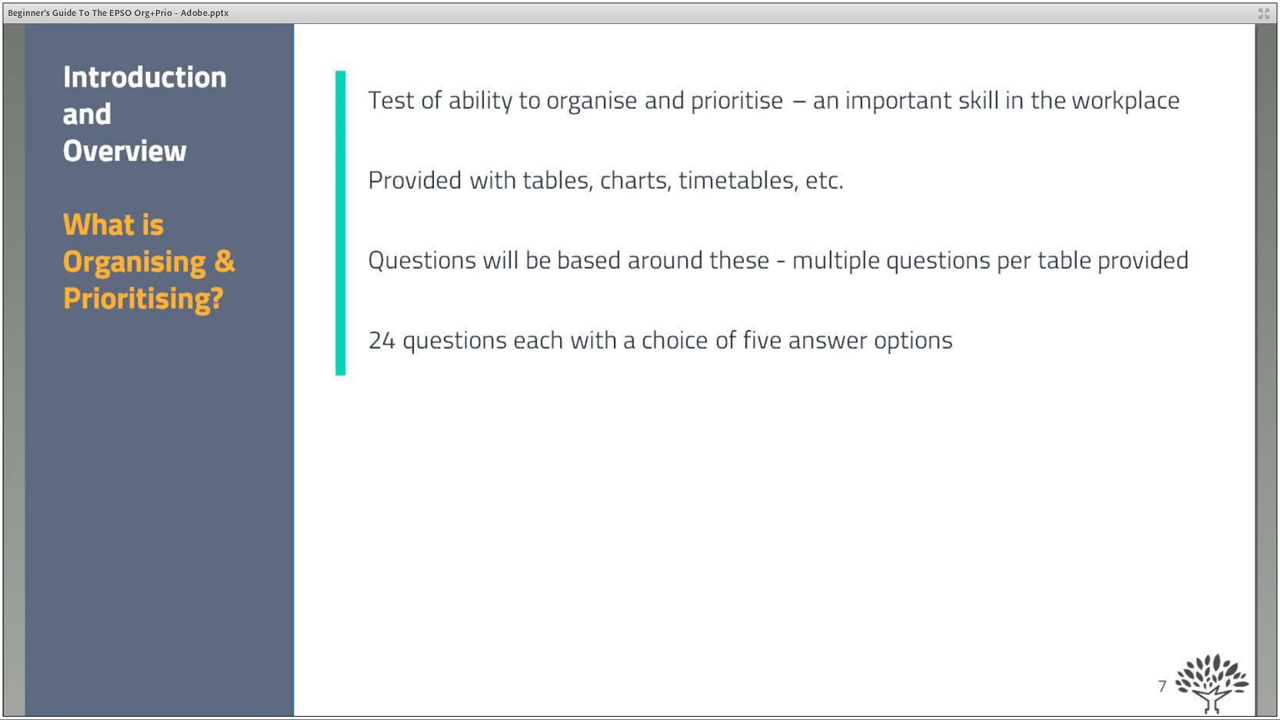 Beginner's Guide To The EPSO Org+Prio - Adobe.pptx
Introduction
and
Overview
What is
Organising &
Prioritising?
Test of ability to organise and prioritise – an important skill in the workplace
Provided with tables, charts, timetables, etc.
Questions will be based around these - multiple questions per table provided
24 questions each with a choice of five answer options
7